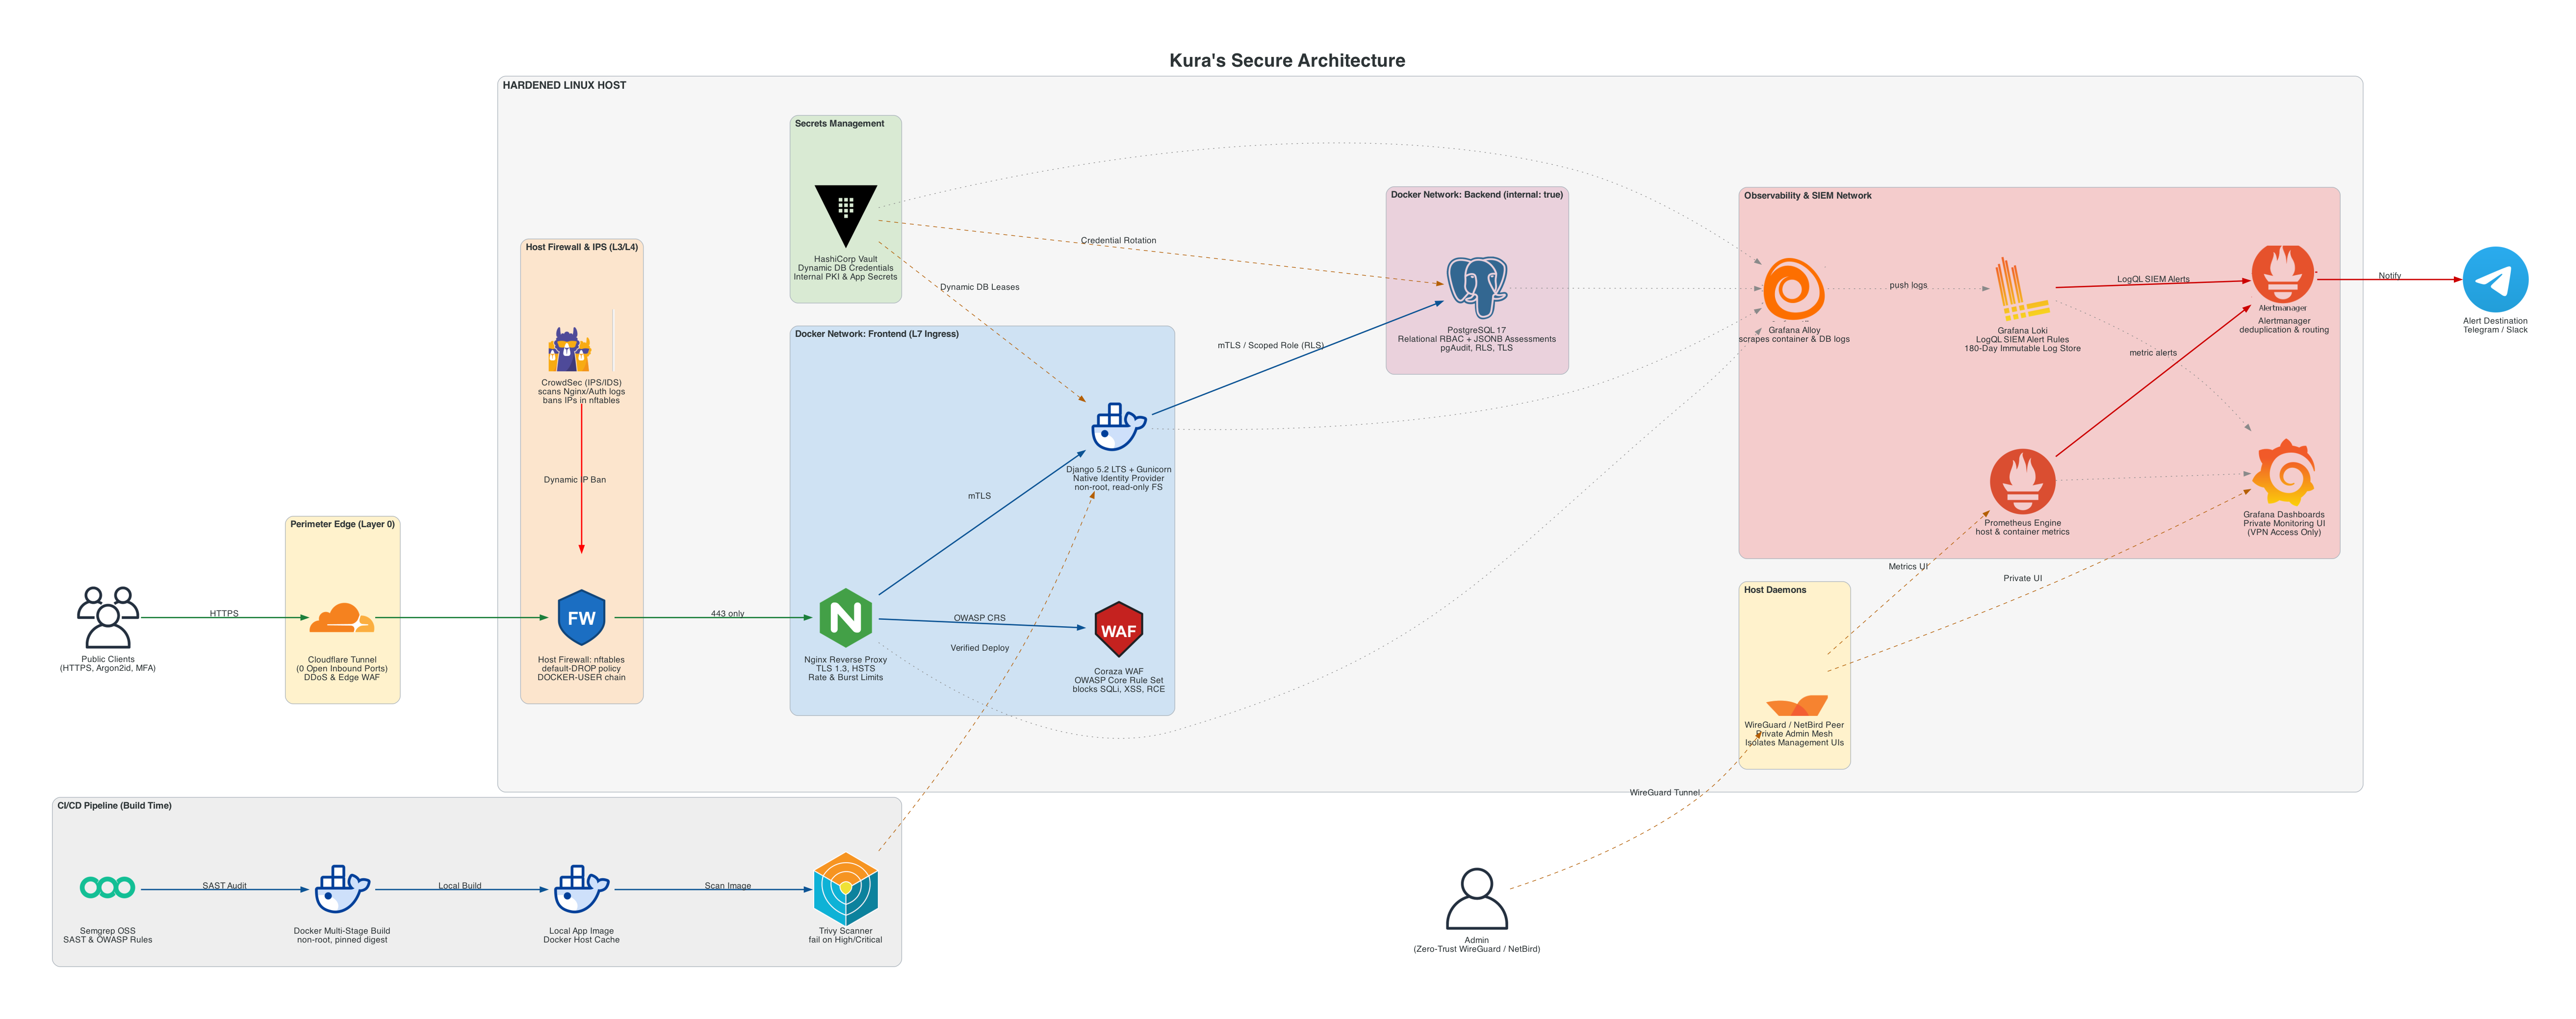 Kura's Secure Architecture
HARDENED LINUX HOST
Secrets Management
HashiCorp Vault
Dynamic DB Credentials
Internal PKI & App Secrets
Credential Rotation
Dynamic DB Leases
Docker Network: Backend (internal: true)
PostgreSQL 17
Relational RBAC + JSONB Assessments
pgAudit, RLS, TLS
mTLS / Scoped Role (RLS)
Observability & SIEM Network
Grafana Alloy
scrapes container & DB logs
push logs
Grafana Loki
LogQL SIEM Alert Rules
180-Day Immutable Log Store
LogQL SIEM Alerts
metric alerts
Alertmanager
Alertmanager
deduplication & routing
Notify
Alert Destination
Telegram / Slack
Prometheus Engine
host & container metrics
Grafana Dashboards
Private Monitoring UI
(VPN Access Only)
Host Firewall & IPS (L3/L4)
CrowdSec (IPS/IDS)
scans Nginx/Auth logs
bans IPs in nftables
Dynamic IP Ban
FW
Host Firewall: nftables
default-DROP policy
DOCKER-USER chain
Docker Network: Frontend (L7 Ingress)
Django 5.2 LTS + Gunicorn
Native Identity Provider
non-root, read-only FS
mTLS
443 only
N
Nginx Reverse Proxy
TLS 1.3, HSTS
Rate & Burst Limits
OWASP CRS
Verified Deploy
WAF
Coraza WAF
OWASP Core Rule Set
blocks SQLi, XSS, RCE
Perimeter Edge (Layer 0)
Cloudflare Tunnel
(0 Open Inbound Ports)
DDoS & Edge WAF
HTTPS
Public Clients
(HTTPS, Argon2id, MFA)
Metrics UI
Private UI
Host Daemons
WireGuard / NetBird Peer
Private Admin Mesh
Isolates Management UIs
WireGuard Tunnel
Admin
(Zero-Trust WireGuard / NetBird)
CI/CD Pipeline (Build Time)
Semgrep OSS
SAST & OWASP Rules
SAST Audit
Docker Multi-Stage Build
non-root, pinned digest
Local Build
Local App Image
Docker Host Cache
Scan Image
Trivy Scanner
fail on High/Critical